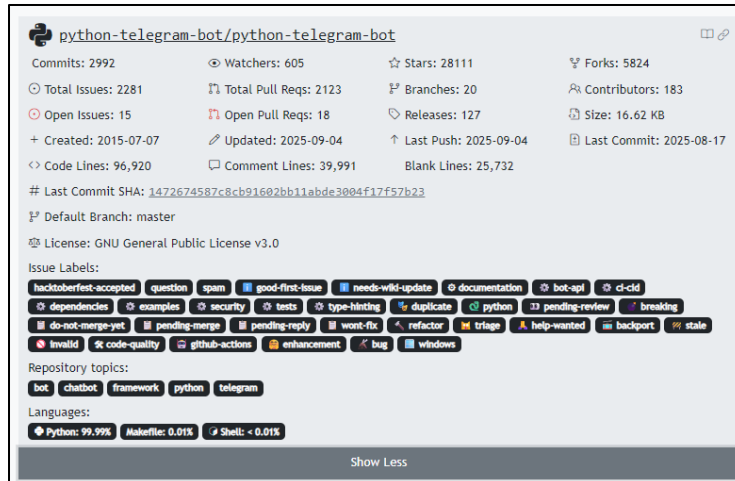 python-telegram-bot/python-telegram-bot
Commits: 2992 Watchers: 605 Stars: 28111 Forks: 5824
Total Issues: 2281 Total Pull Reqs: 2123 Branches: 20 Contributors: 183
Open Issues: 15 Open Pull Reqs: 18 Releases: 127 Size: 16.62 KB
Created: 2015-07-07 Updated: 2025-09-04 Last Push: 2025-09-04 Last Commit: 2025-08-17
Code Lines: 96,920 Comment Lines: 39,991 Blank Lines: 25,732
# Last Commit SHA: 1472674587c8cb91602bb11abde3004f17f57b23
Default Branch: master
License: GNU General Public License v3.0
Issue Labels:
hacktoberfest-accepted question spam good-first-issue needs-wiki-update documentation bot-api ci-cd
dependencies examples security tests type-hinting duplicate python pending-review breaking
do-not-merge-yet pending-merge pending-reply wont-fix refactor triage help-wanted backport stale
invalid code-quality github-actions enhancement bug windows
Repository topics:
bot chatbot framework python telegram
Languages:
Python: 99.99% Makefile: 0.01% Shell: < 0.01%
Show Less